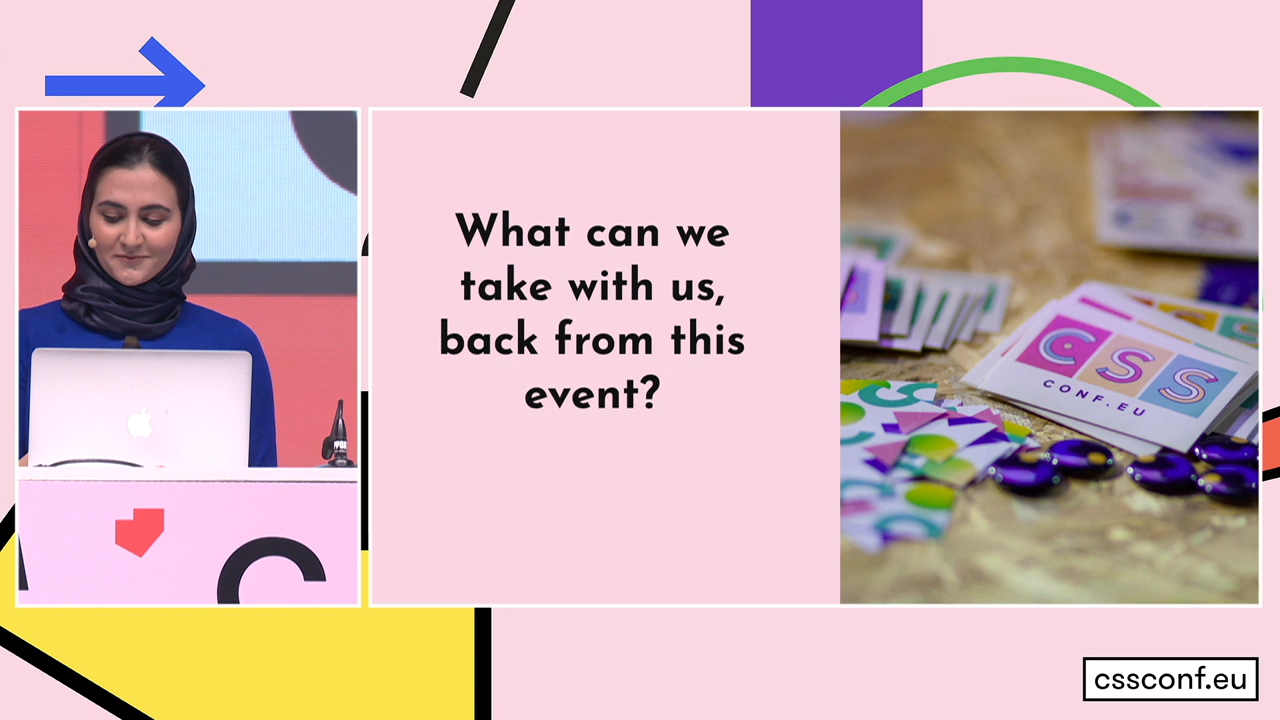 What can we
take with us,
back from this
event?
CSS
CONF.EU
cssconf.eu